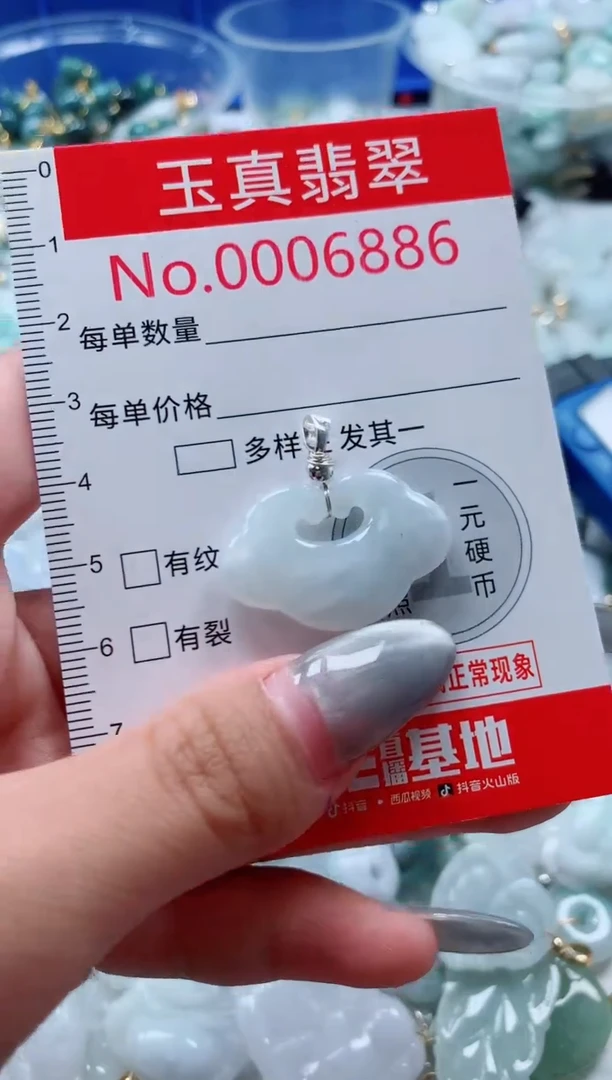 0
玉真翡翠
1
No.0006886
2
每单数量
3
每单价格
多样 发其一
4
一元硬币
5
有纹
6
有裂
正常现象
7
直播基地
抖音 西瓜视频 抖音火山版